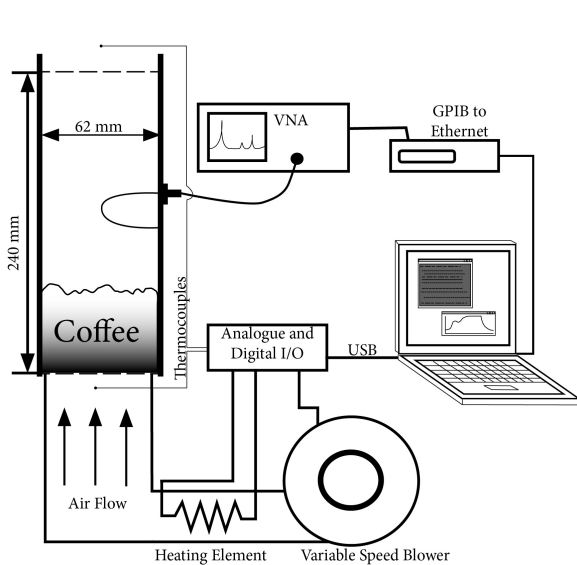 62 mm
VNA
GPIB to
Ethernet
240 mm
Thermocouples
Coffee
Analogue and
Digital I/O
USB
Air Flow
Heating Element
Variable Speed Blower